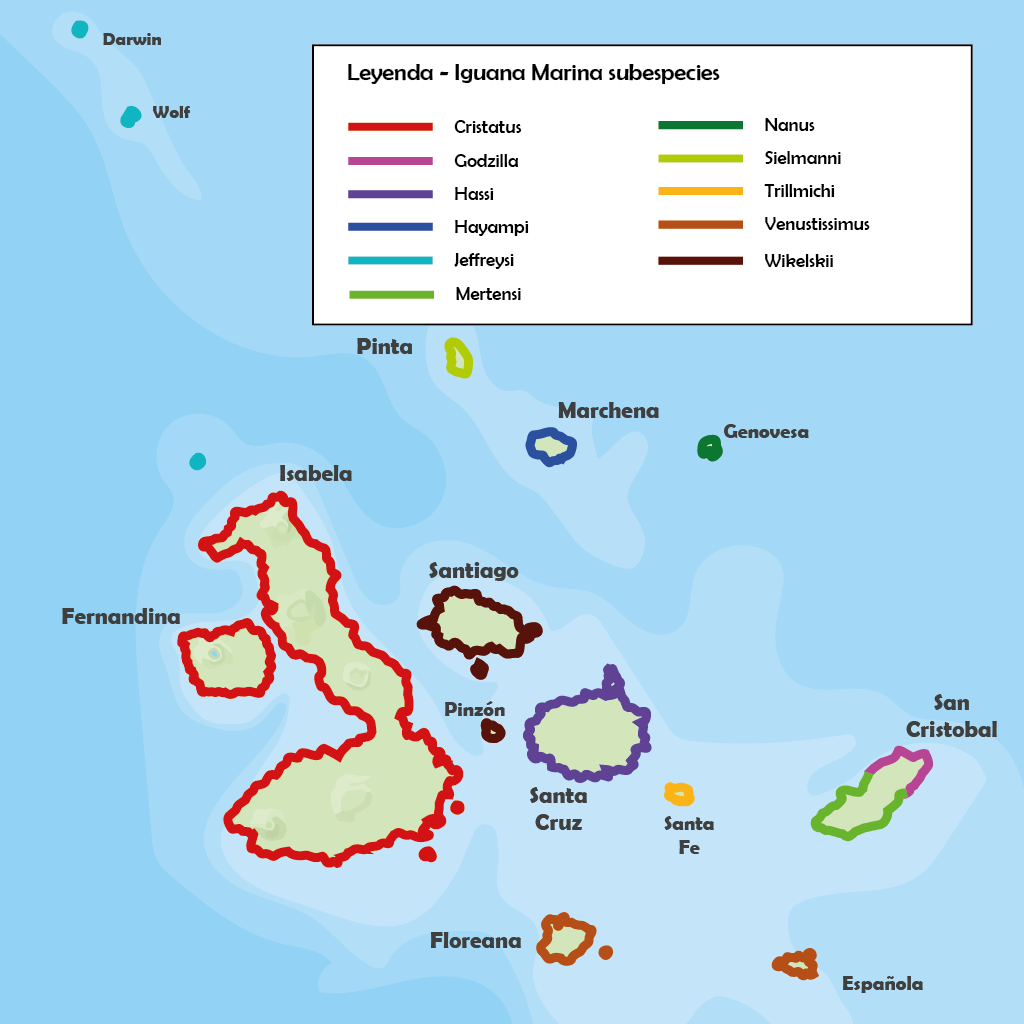 Darwin
Wolf
Leyenda - Iguana Marina subespecies
Cristatus
Godzilla
Hassi
Hayampi
Jeffreysi
Mertensi
Nanus
Sielmanni
Trillmichi
Venustissimus
Wikelskii
Pinta
Marchena
Genovesa
Isabela
Santiago
Fernandina
Pinzón
San
Cristobal
Santa
Cruz
Santa
Fe
Floreana
Española